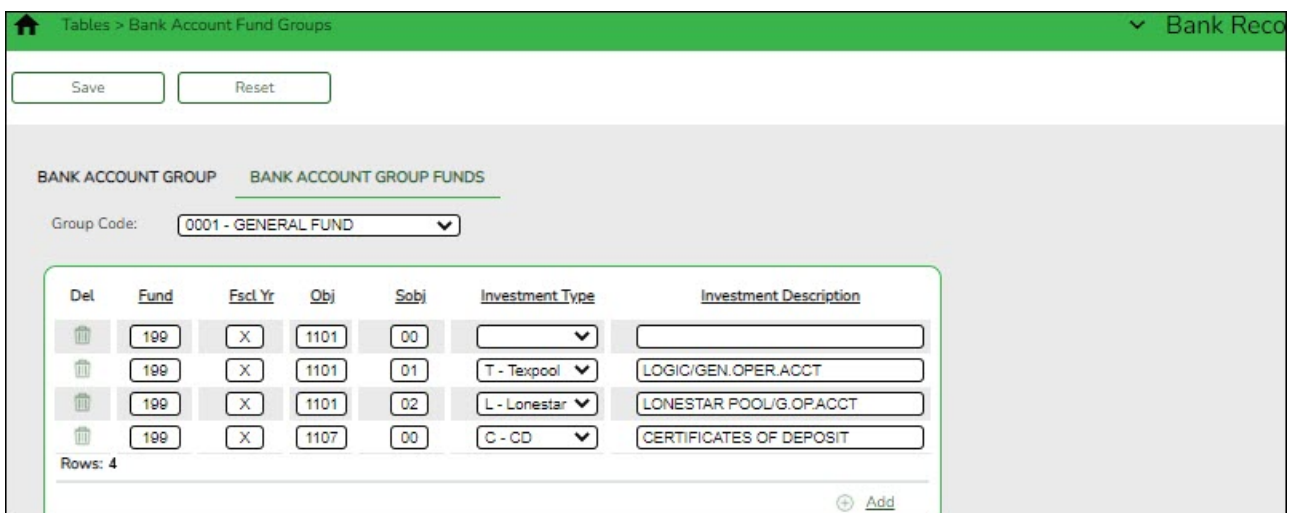 Tables > Bank Account Fund Groups
Bank Reco
Save Reset
BANK ACCOUNT GROUP BANK ACCOUNT GROUP FUNDS
Group Code: 0001 - GENERAL FUND
Del Fund Fscl Yr Obj Sobj Investment Type Investment Description
199 X 1101 00
199 X 1101 01 T - Texpool LOGIC/GEN.OPER.ACCT
199 X 1101 02 L - Lonestar LONESTAR POOL/G.OP.ACCT
199 X 1107 00 C - CD CERTIFICATES OF DEPOSIT
Rows: 4
Add